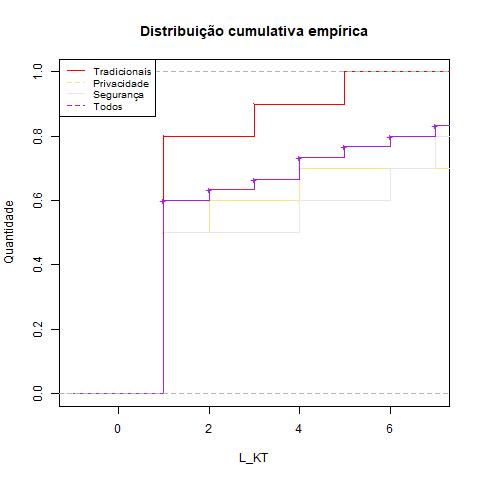 Distribuição cumulativa empírica
Tradicionais
Privacidade
Segurança
Todos
1.0
0.8
0.6
0.4
0.2
0.0
Quantidade
0 2 4 6
L_KT